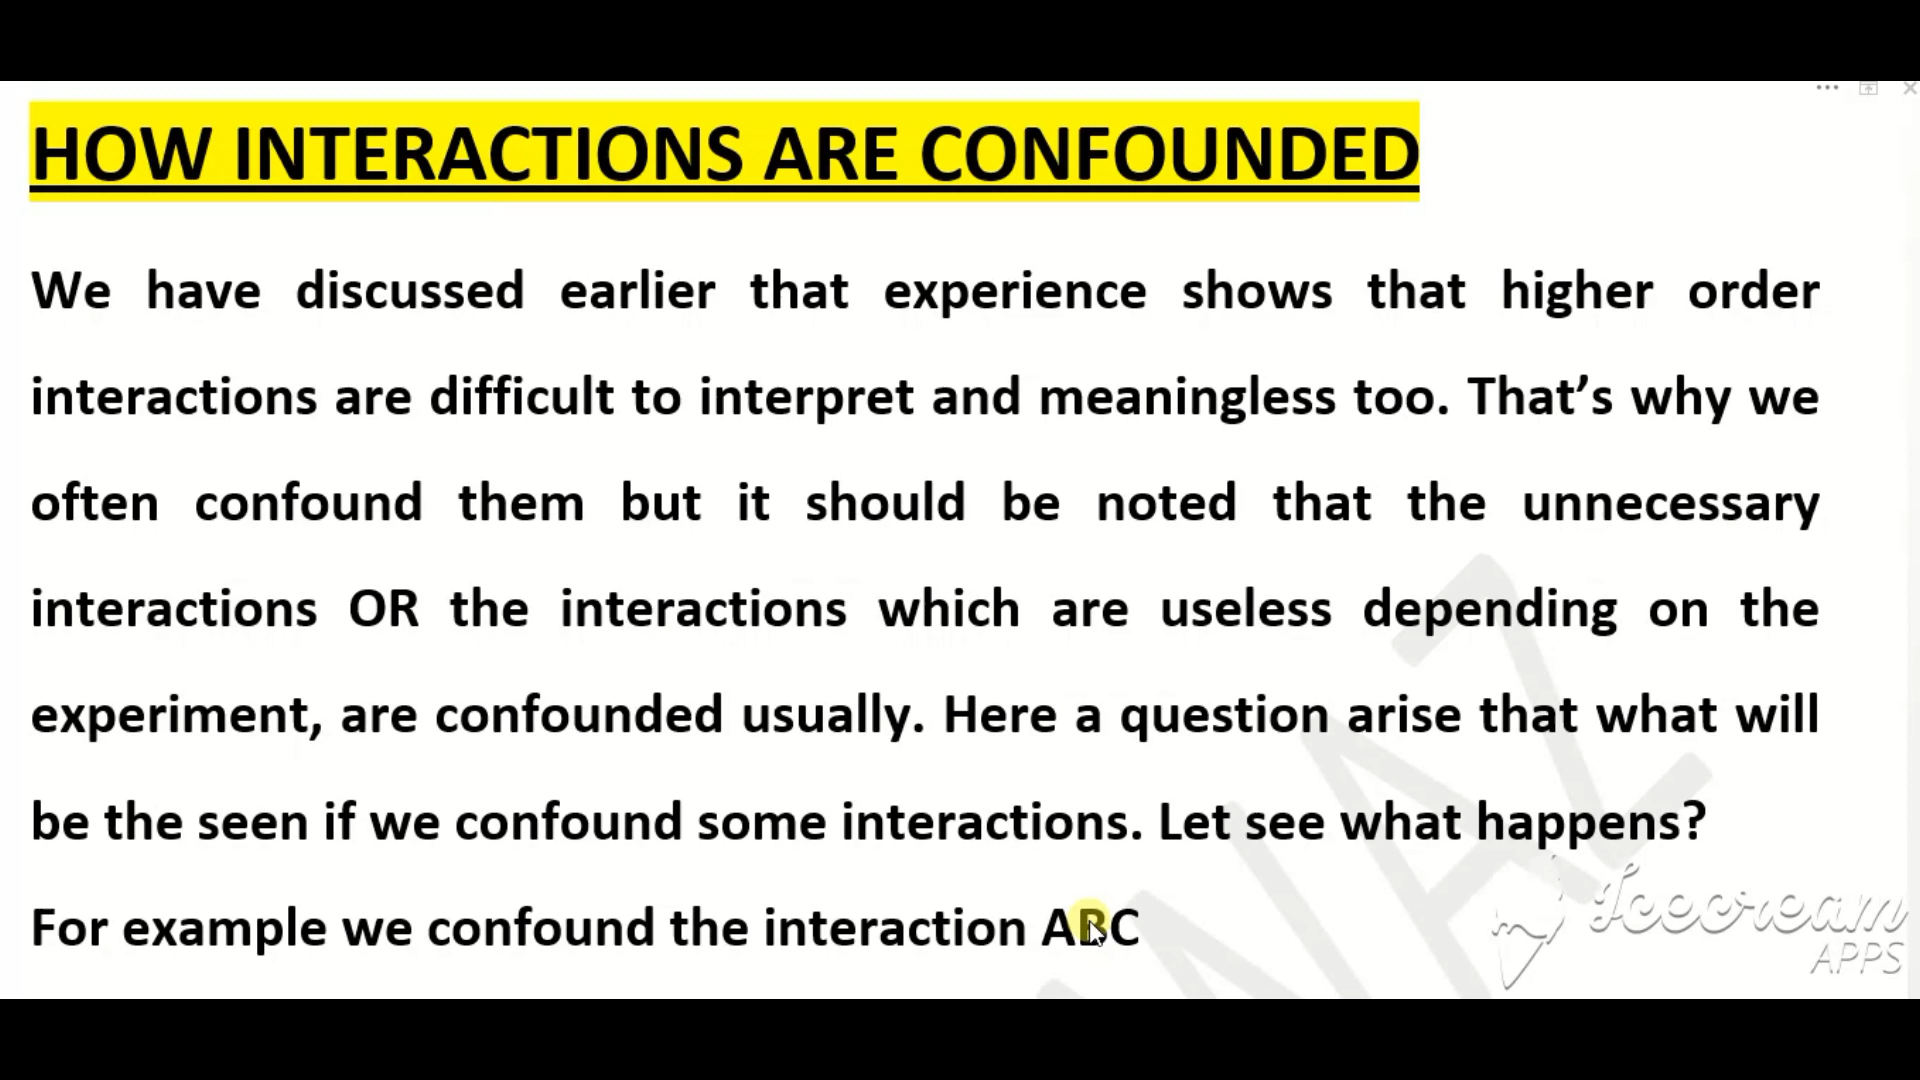 HOW INTERACTIONS ARE CONFOUNDED
We have discussed earlier that experience shows that higher order
interactions are difficult to interpret and meaningless too. That’s why we
often confound them but it should be noted that the unnecessary
interactions OR the interactions which are useless depending on the
experiment, are confounded usually. Here a question arise that what will
be the seen if we confound some interactions. Let see what happens?
For example we confound the interaction ABC
Icecream
APPS